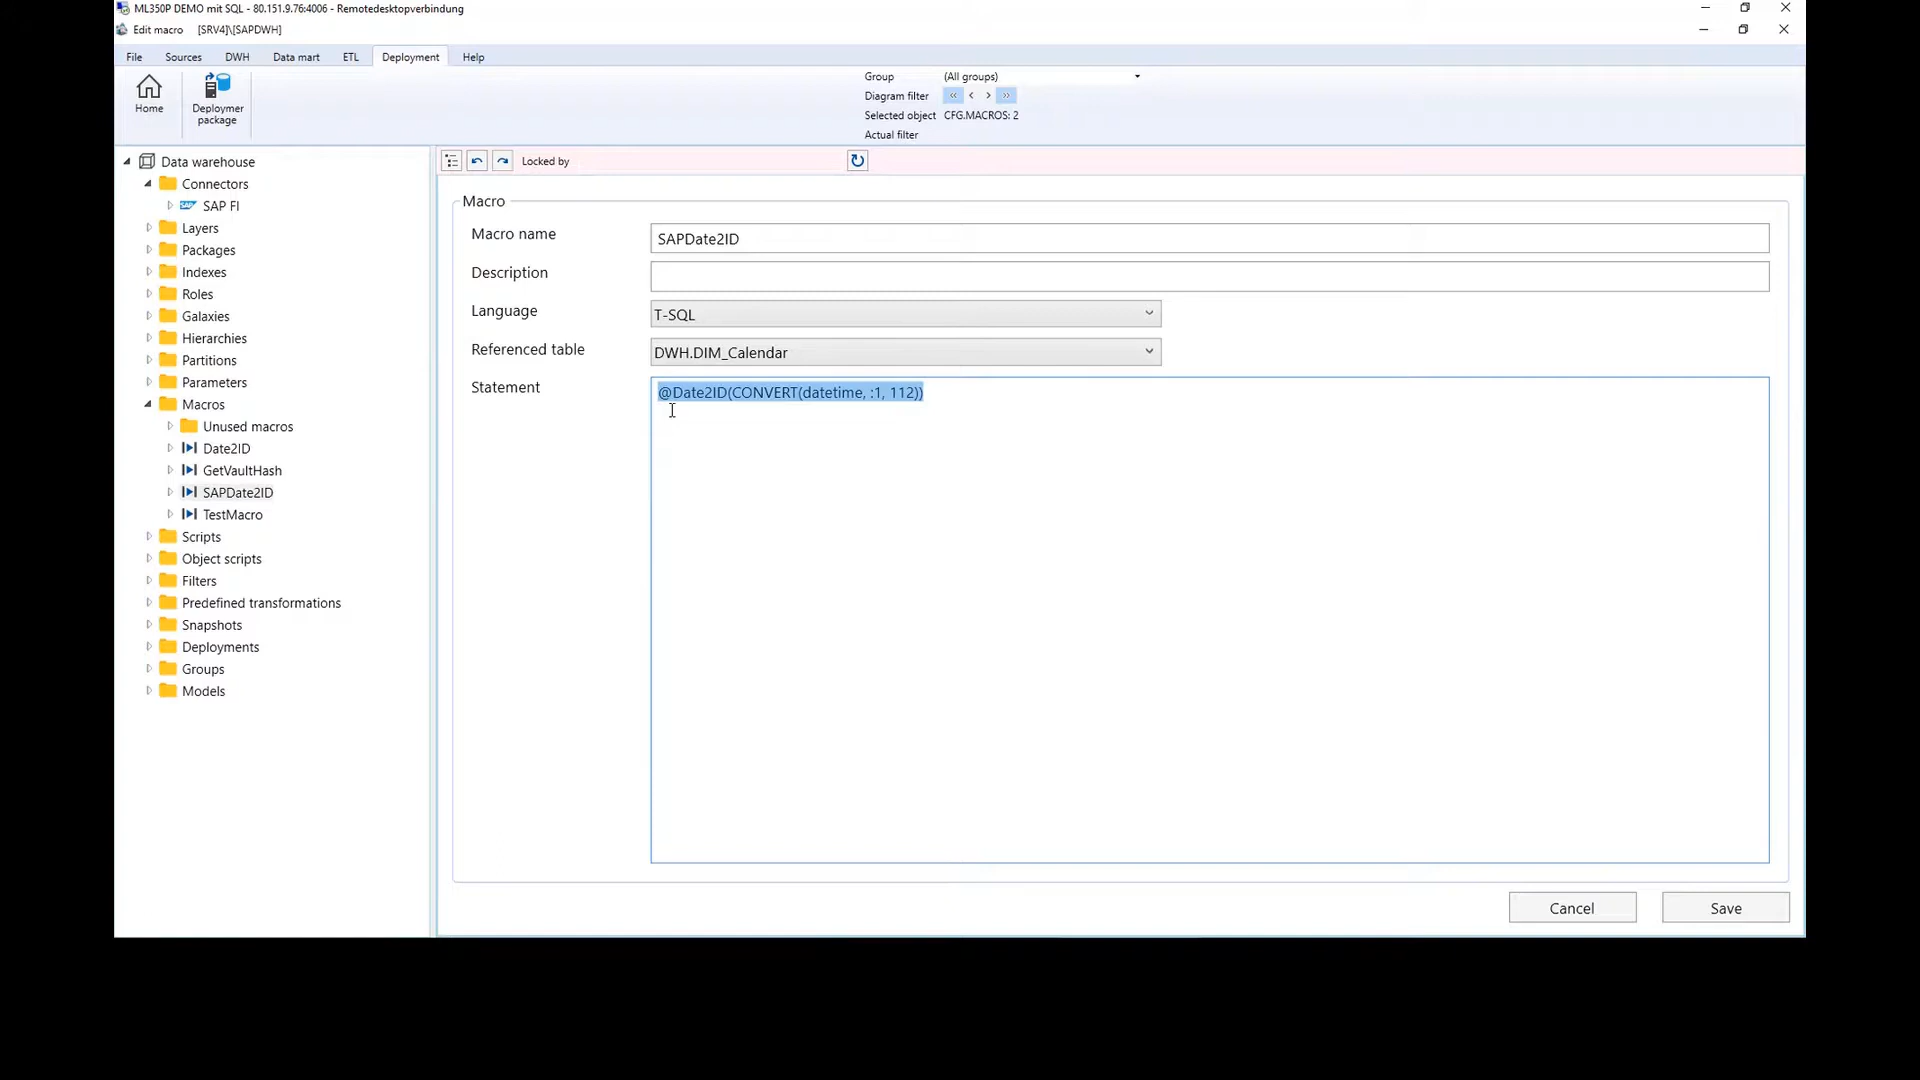 ML350P DEMO mit SQL - 80.151.9.76:4006 - Remotedesktopverbindung
Edit macro [SRV4]\[SAPDWH]
File Sources DWH Data mart ETL Deployment Help
Home
Deploymer
package
Group (All groups)
Diagram filter « < > »
Selected object CFG.MACROS: 2
Actual filter
Data warehouse
Connectors
SAP SAP FI
Layers
Packages
Indexes
Roles
Galaxies
Hierarchies
Partitions
Parameters
Macros
Unused macros
Date2ID
GetVaultHash
SAPDate2ID
TestMacro
Scripts
Object scripts
Filters
Predefined transformations
Snapshots
Deployments
Groups
Models
Locked by
Macro
Macro name SAPDate2ID
Description
Language T-SQL
Referenced table DWH.DIM_Calendar
Statement @Date2ID(CONVERT(datetime, :1, 112))
Cancel Save